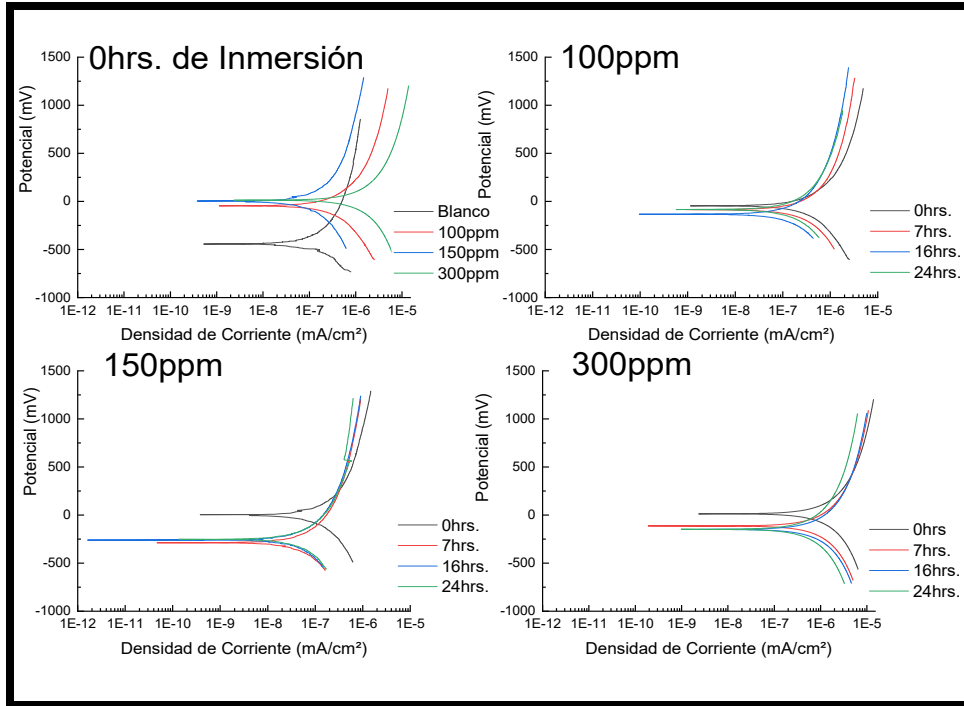 0hrs. de Inmersión
1500
1000
500
0
-500
-1000
Potencial (mV)
1E-12 1E-11 1E-10 1E-9 1E-8 1E-7 1E-6 1E-5
Densidad de Corriente (mA/cm²)
Blanco
100ppm
150ppm
300ppm
100ppm
1500
1000
500
0
-500
-1000
Potencial (mV)
1E-12 1E-11 1E-10 1E-9 1E-8 1E-7 1E-6 1E-5
Densidad de Corriente (mA/cm²)
0hrs.
7hrs.
16hrs.
24hrs.
150ppm
1500
1000
500
0
-500
-1000
Potencial (mV)
1E-12 1E-11 1E-10 1E-9 1E-8 1E-7 1E-6 1E-5
Densidad de Corriente (mA/cm²)
0hrs.
7hrs.
16hrs.
24hrs.
300ppm
1500
1000
500
0
-500
-1000
Potencial (mV)
1E-12 1E-11 1E-10 1E-9 1E-8 1E-7 1E-6 1E-5
Densidad de Corriente (mA/cm²)
0hrs
7hrs.
16hrs.
24hrs.